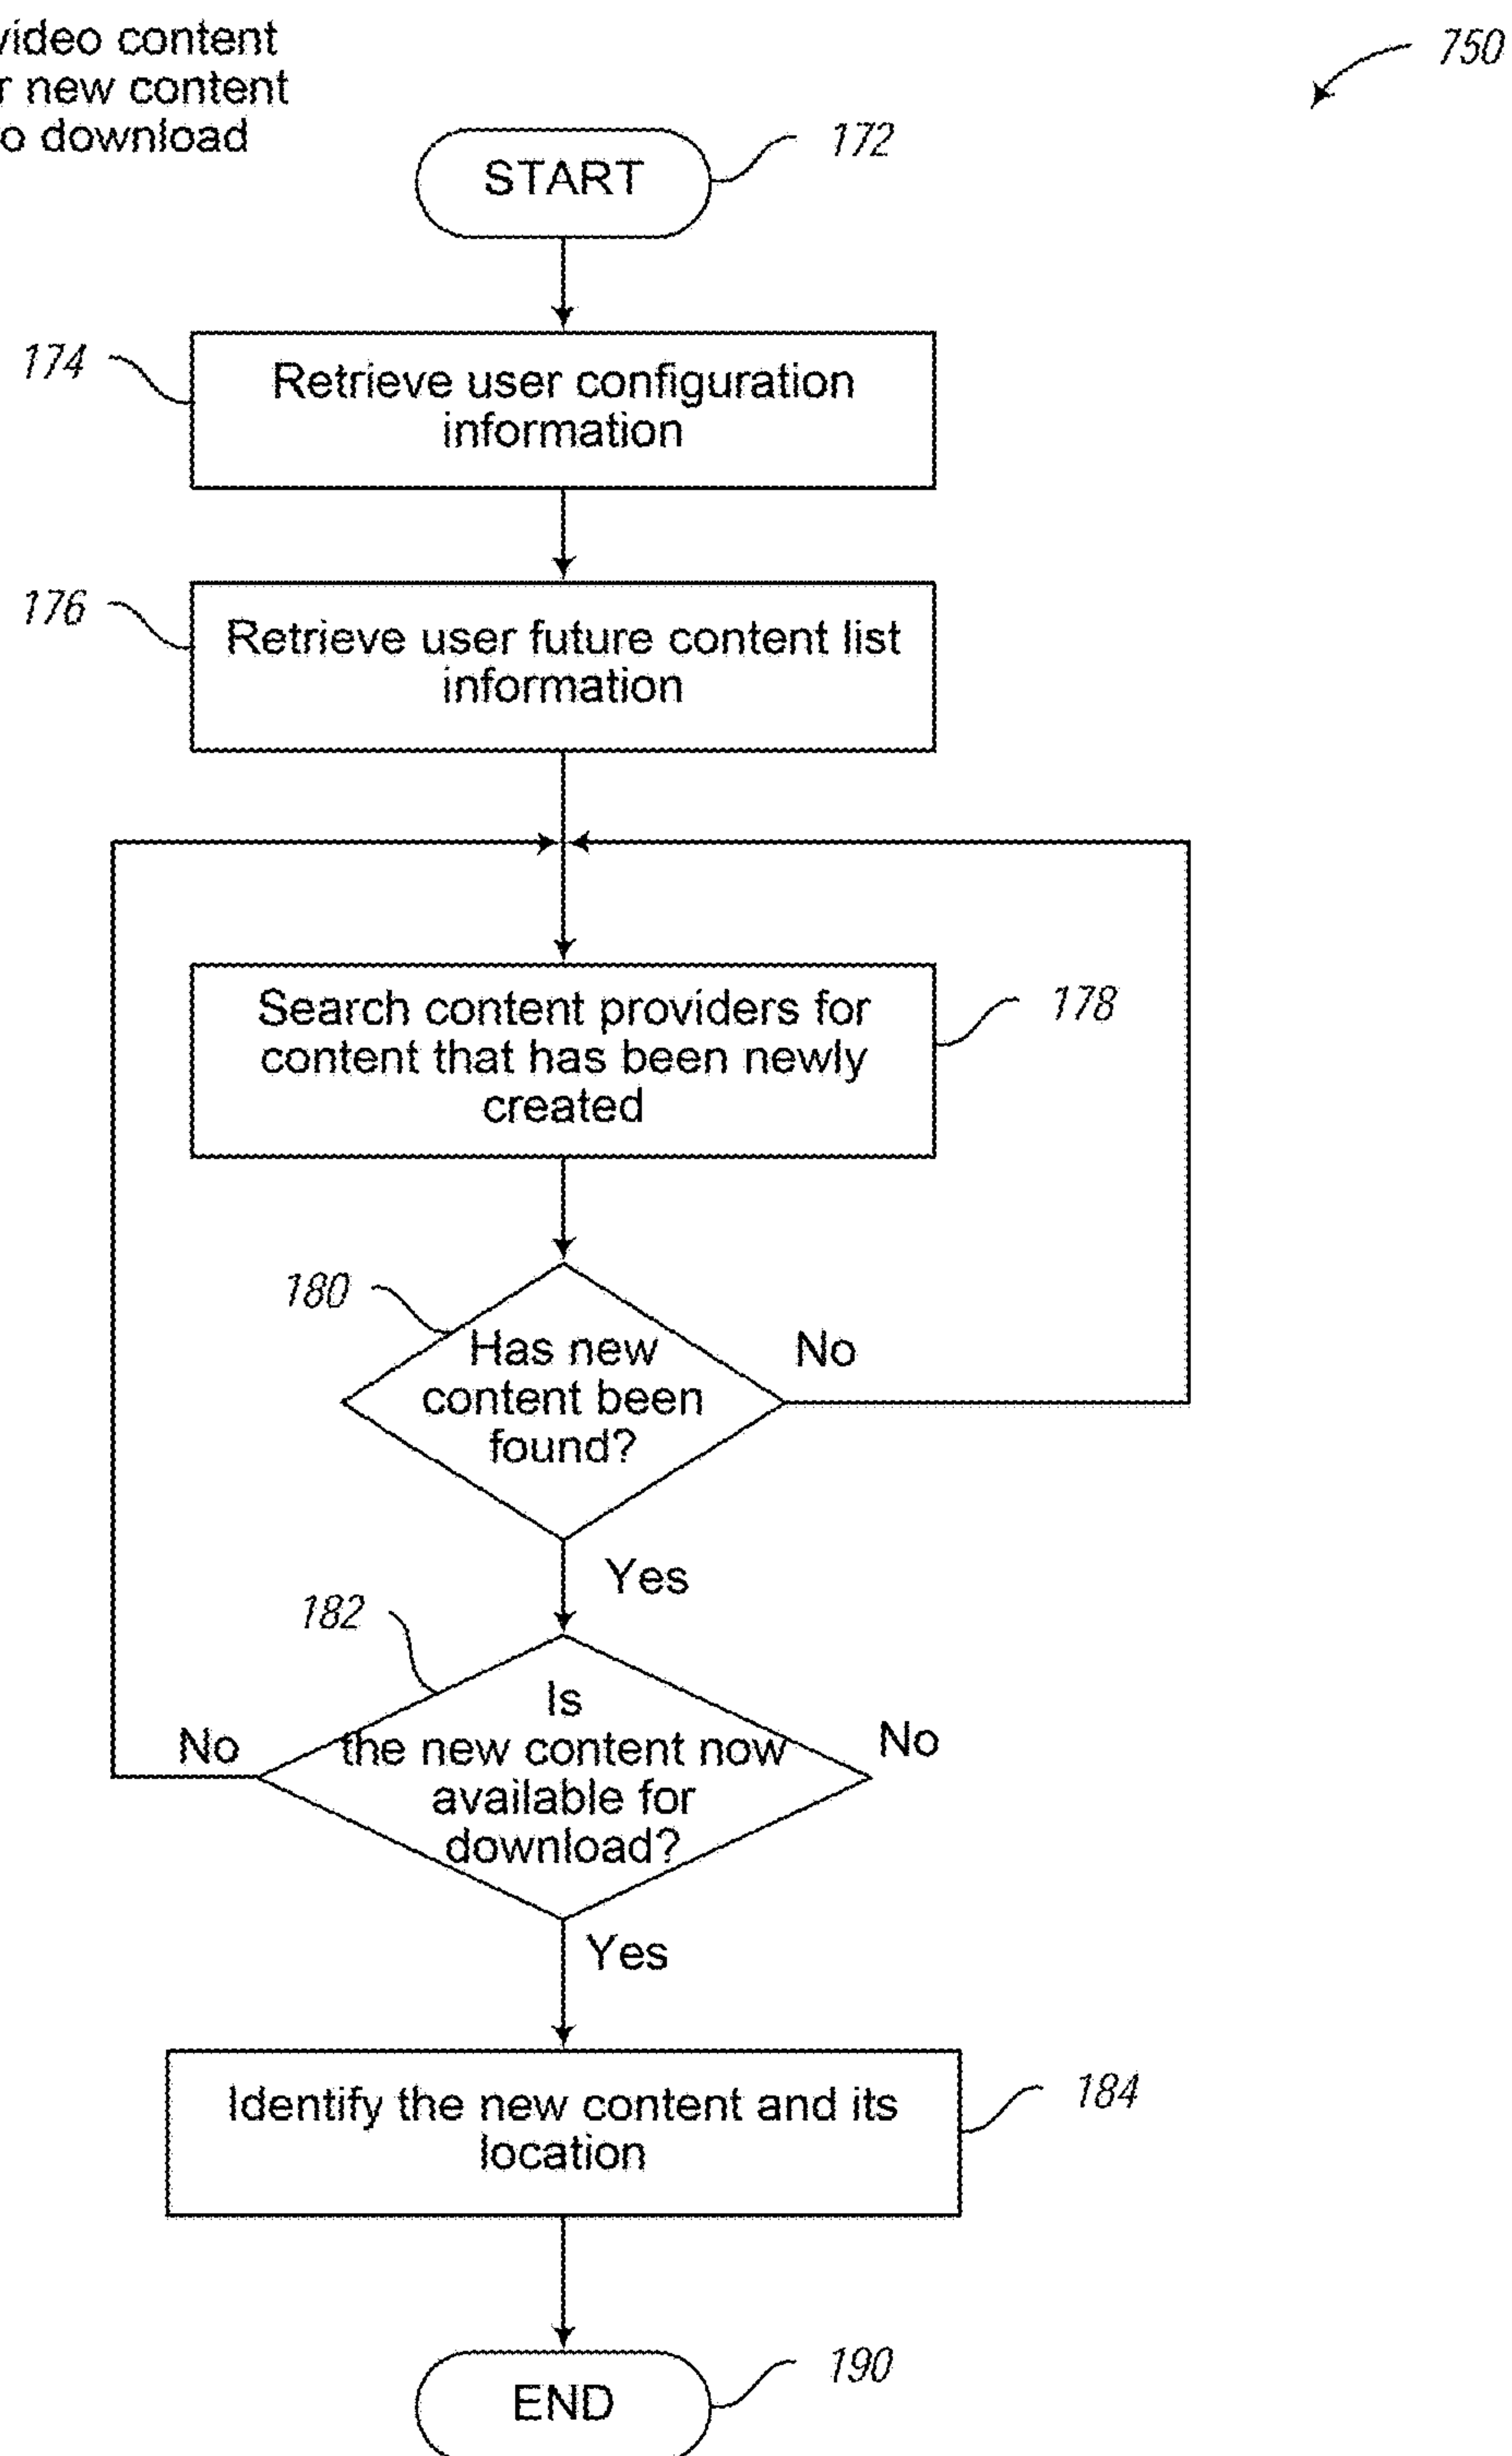 video content
r new content
o download
750
START
172
174
Retrieve user configuration
information
176
Retrieve user future content list
information
Search content providers for
content that has been newly
created
178
180
Has new
content been
found?
No
Yes
182
Is
the new content now
available for
download?
No
No
Yes
Identify the new content and its
location
184
END
190